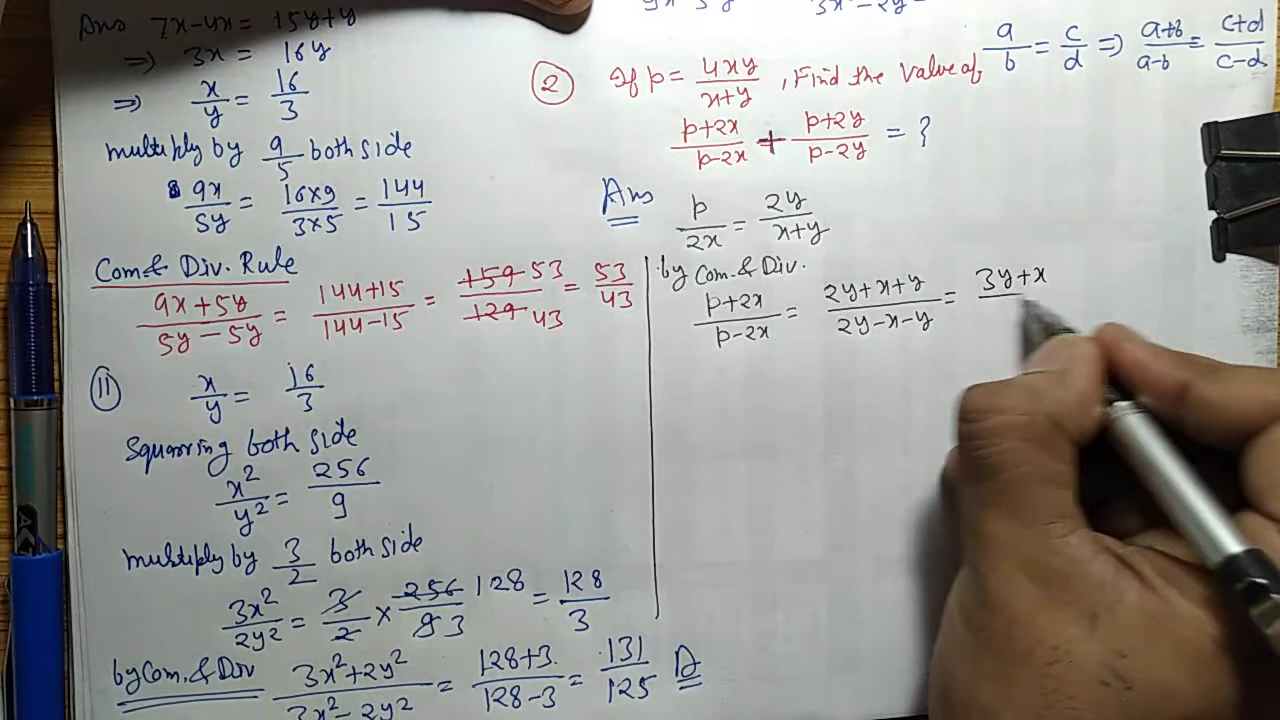 Ans 7x-4x = 15y+y
⇒ 3x = 16y
⇒ x/y = 16/3
multiply by 9/5 both side
9x/5y = 16×9/3×5 = 144/15
Com & Div. Rule
9x+5y/5y-5y = 144+15/144-15 = 159 53/129 43 = 53/43
(11) x/y = 16/3
Squaring both side
x²/y² = 256/9
multiply by 3/2 both side
3x²/2y² = 3/2 × 256 128/9 3 = 128/3
by Com. & Div 3x²+2y²/3x²-2y² = 128+3/128-3 = 131/125
a/b = c/d ⇒ a+b/a-b = c+d/c-d
(2) If p = 4xy/x+y, Find the value of
p+2x/p-2x + p+2y/p-2y = ?
Ans p/2x = 2y/x+y
by Com. & Div.
p+2x/p-2x = 2y+x+y/2y-x-y = 3y+x